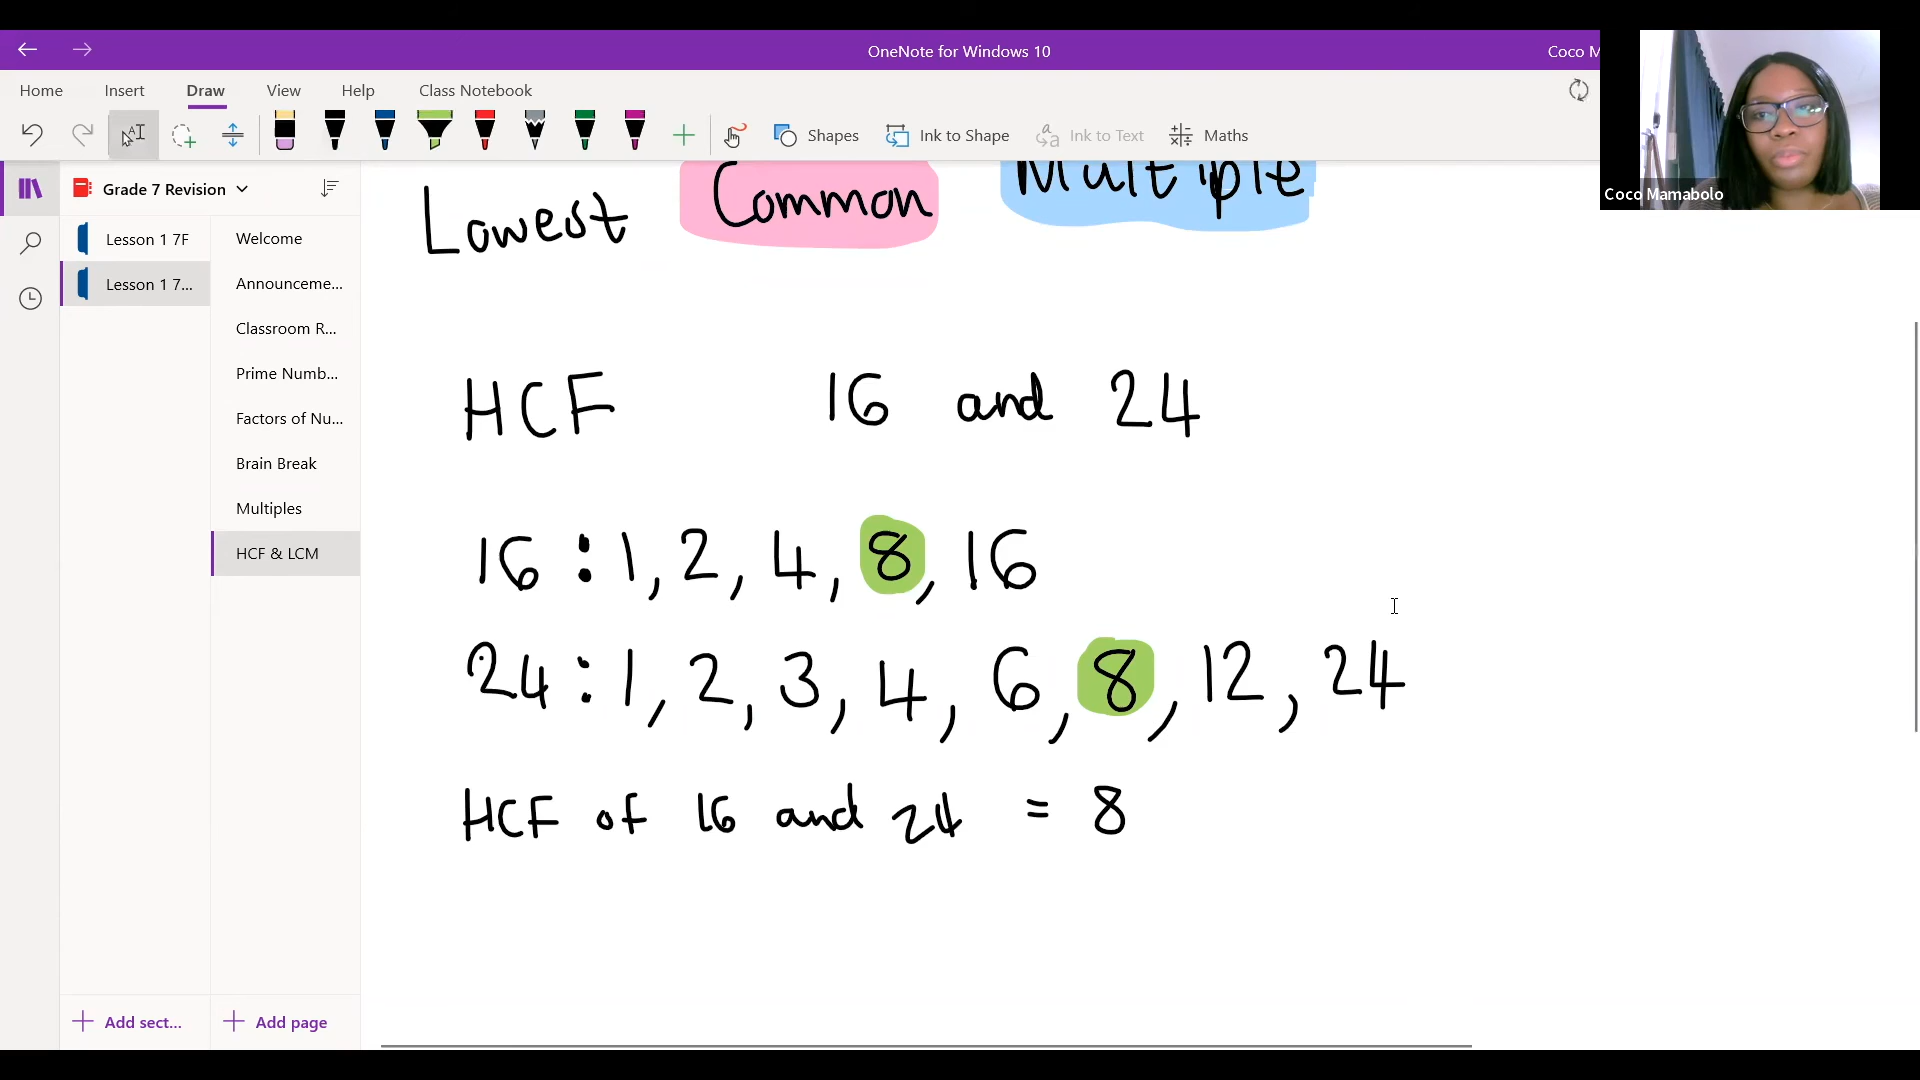 OneNote for Windows 10
Coco M
Home Insert Draw View Help Class Notebook
Shapes Ink to Shape Ink to Text Maths
Coco Mamabolo
Grade 7 Revision
Lesson 1 7F
Lesson 1 7...
Welcome
Announceme...
Classroom R...
Prime Numb...
Factors of Nu...
Brain Break
Multiples
HCF & LCM
Add sect...
Add page
Lowest Common Multiple
HCF 16 and 24
16 : 1, 2, 4, 8, 16
24 : 1, 2, 3, 4, 6, 8, 12, 24
HCF of 16 and 24 = 8